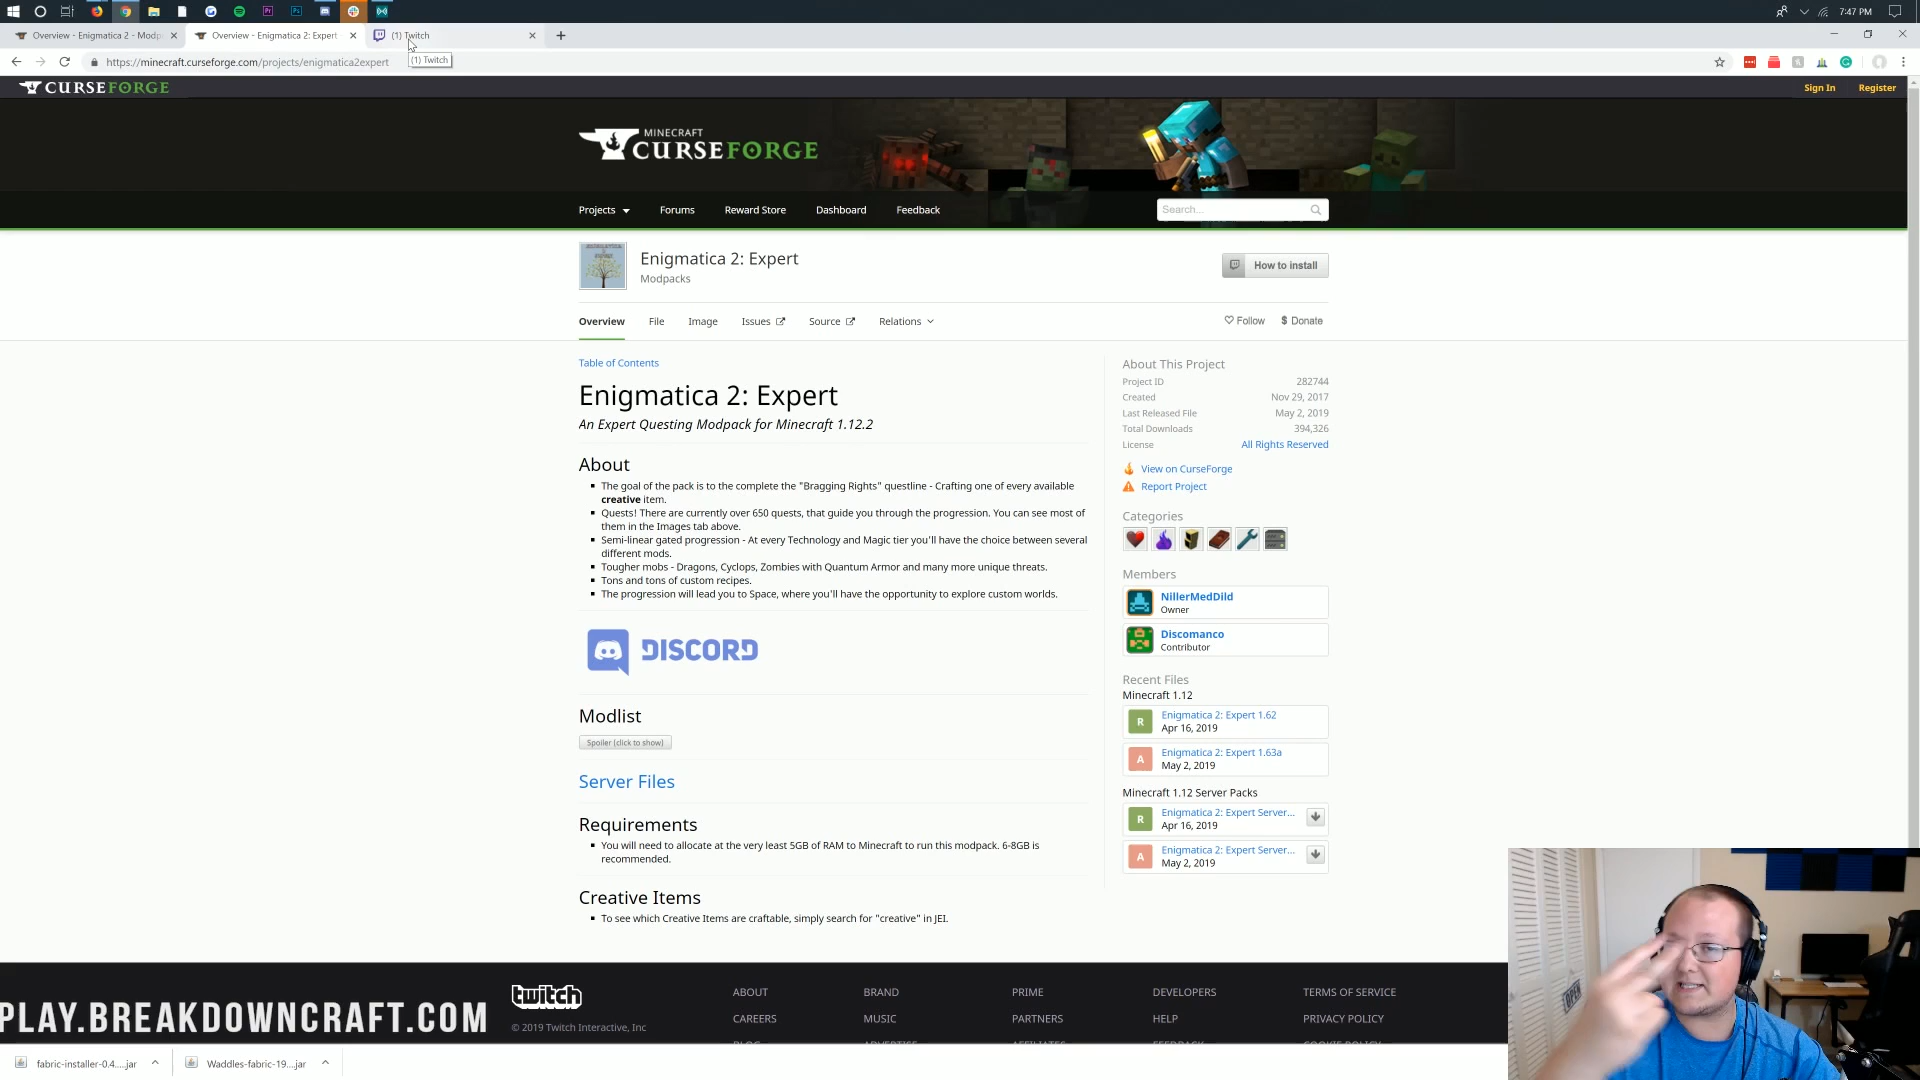 7:47 PM
Overview - Enigmatica 2 - Modp
Overview - Enigmatica 2: Expert
(1) Twitch
https://minecraft.curseforge.com/projects/enigmatica2expert
(1) Twitch
CURSEFORGE
Sign In
Register
MINECRAFT
CURSEFORGE
Projects
Forums
Reward Store
Dashboard
Feedback
Search...
Enigmatica 2: Expert
Modpacks
How to install
Overview
File
Image
Issues
Source
Relations
Follow
$ Donate
Table of Contents
Enigmatica 2: Expert
An Expert Questing Modpack for Minecraft 1.12.2
About
The goal of the pack is to the complete the "Bragging Rights" questline - Crafting one of every available
creative item.
Quests! There are currently over 650 quests, that guide you through the progression. You can see most of
them in the Images tab above.
Semi-linear gated progression - At every Technology and Magic tier you'll have the choice between several
different mods.
Tougher mobs - Dragons, Cyclops, Zombies with Quantum Armor and many more unique threats.
Tons and tons of custom recipes.
The progression will lead you to Space, where you'll have the opportunity to explore custom worlds.
DISCORD
Modlist
Spoiler (click to show)
Server Files
Requirements
You will need to allocate at the very least 5GB of RAM to Minecraft to run this modpack. 6-8GB is
recommended.
Creative Items
To see which Creative Items are craftable, simply search for "creative" in JEI.
About This Project
Project ID 282744
Created Nov 29, 2017
Last Released File May 2, 2019
Total Downloads 394,326
License All Rights Reserved
View on CurseForge
Report Project
Categories
Members
NillerMedDild
Owner
Discomanco
Contributor
Recent Files
Minecraft 1.12
R Enigmatica 2: Expert 1.62
Apr 16, 2019
A Enigmatica 2: Expert 1.63a
May 2, 2019
Minecraft 1.12 Server Packs
R Enigmatica 2: Expert Server...
Apr 16, 2019
A Enigmatica 2: Expert Server...
May 2, 2019
twitch
© 2019 Twitch Interactive, Inc
ABOUT
BRAND
PRIME
DEVELOPERS
TERMS OF SERVICE
CAREERS
MUSIC
PARTNERS
HELP
PRIVACY POLICY
PLAY.BREAKDOWNCRAFT.COM
OPEN
fabric-installer-0.4....jar
Waddles-fabric-19....jar